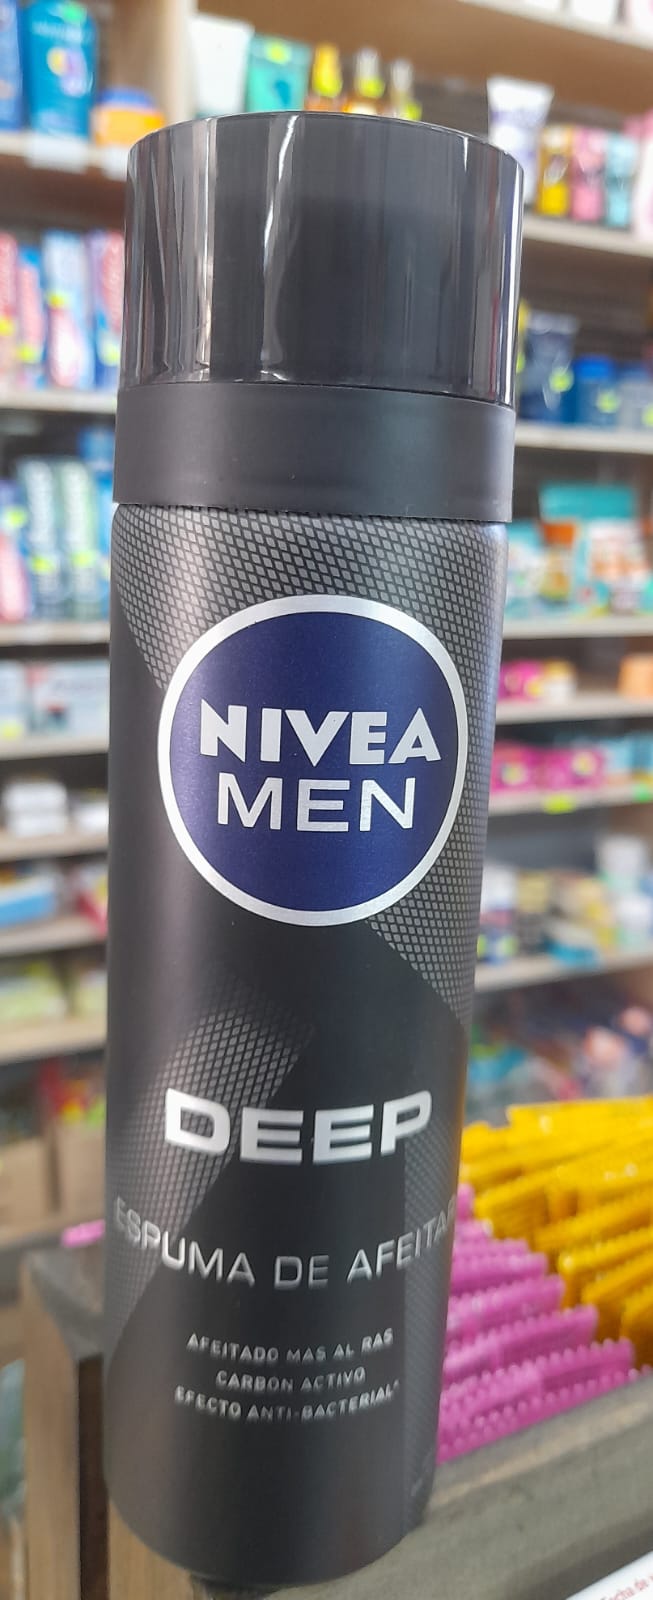 NIVEA
MEN
DEEP
ESPUMA DE AFEITAR
AFEITADO MAS AL RAS
CARBON ACTIVO
EFECTO ANTI-BACTERIAL*